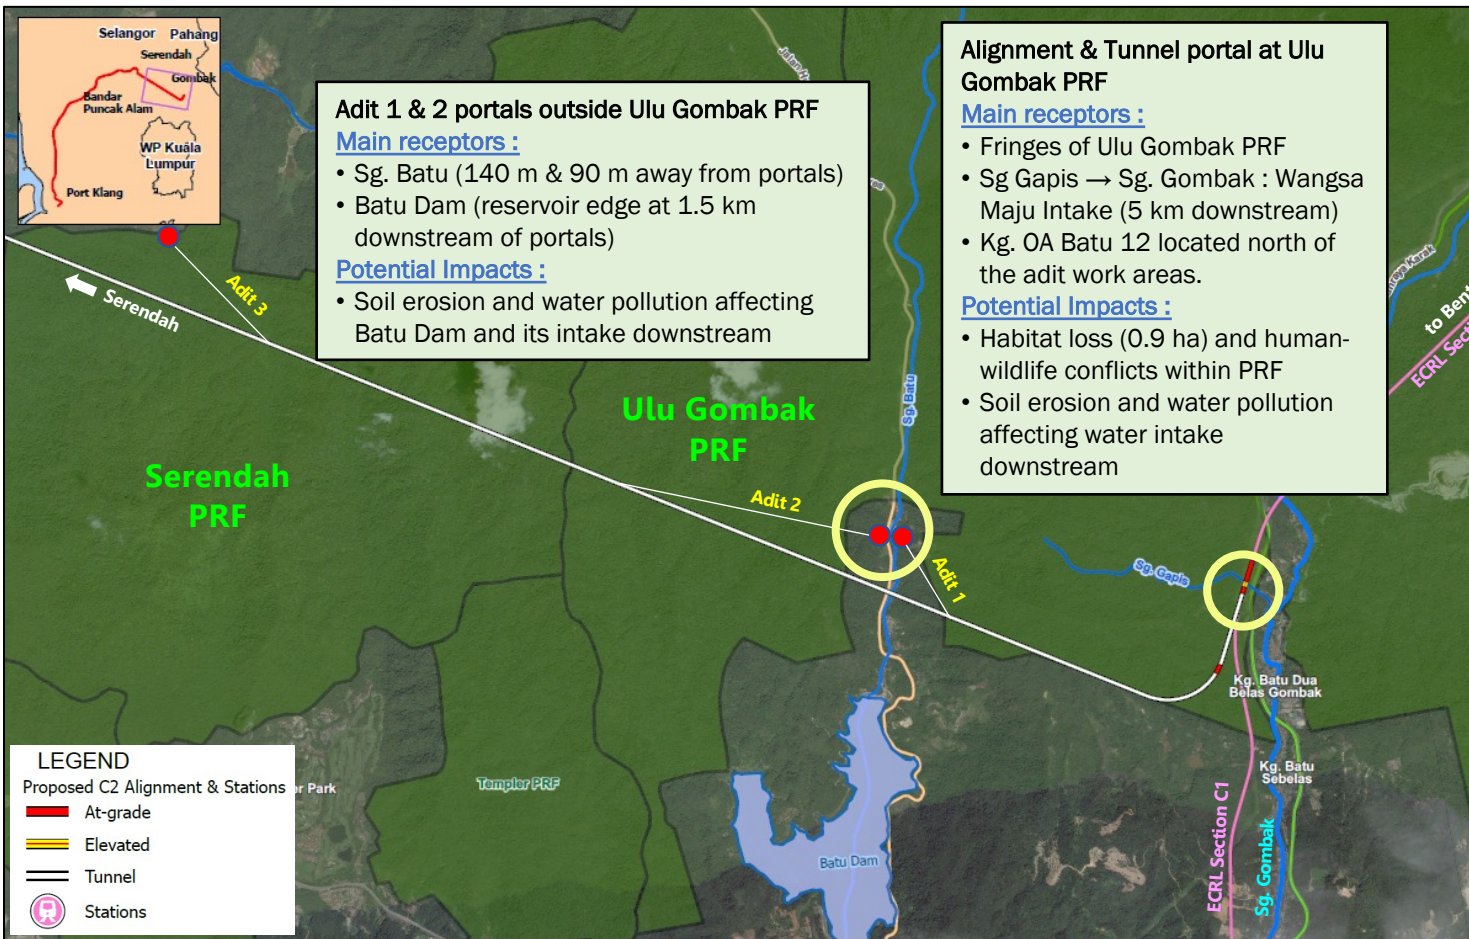 Selangor Pahang
Serendah
Gombak
Bandar
Puncak Alam
WP Kuala
Lumpur
Port Klang
Adit 1 & 2 portals outside Ulu Gombak PRF
Main receptors :
• Sg. Batu (140 m & 90 m away from portals)
• Batu Dam (reservoir edge at 1.5 km
downstream of portals)
Potential Impacts :
• Soil erosion and water pollution affecting
Batu Dam and its intake downstream
Alignment & Tunnel portal at Ulu
Gombak PRF
Main receptors :
• Fringes of Ulu Gombak PRF
• Sg Gapis → Sg. Gombak : Wangsa
Maju Intake (5 km downstream)
• Kg. OA Batu 12 located north of
the adit work areas.
Potential Impacts :
• Habitat loss (0.9 ha) and human-
wildlife conflicts within PRF
• Soil erosion and water pollution
affecting water intake
downstream
Jalan
Karak
to Bent
ECRL Sect
Serendah
Adit 3
Serendah
PRF
Ulu Gombak
PRF
Sg. Batu
Adit 2
Adit 1
Sg. Gapis
Kg. Batu Dua
Belas Gombak
Kg. Batu
Sebelas
ECRL Section C1
Sg. Gombak
Templer PRF
er Park
Batu Dam
LEGEND
Proposed C2 Alignment & Stations
At-grade
Elevated
Tunnel
Stations